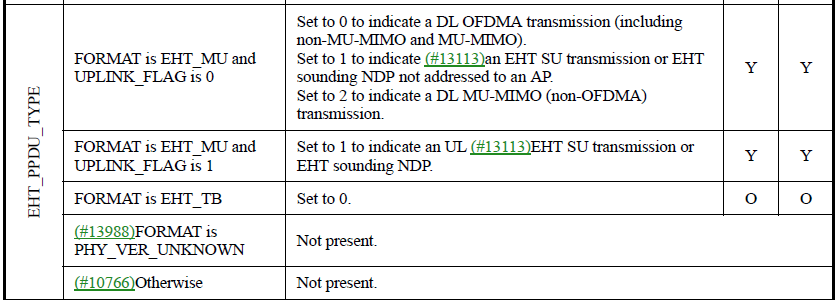 EHT_PPDU_TYPE
FORMAT is EHT_MU and
UPLINK_FLAG is 0
Set to 0 to indicate a DL OFDMA transmission (including
non-MU-MIMO and MU-MIMO).
Set to 1 to indicate (#13113)an EHT SU transmission or EHT
sounding NDP not addressed to an AP.
Set to 2 to indicate a DL MU-MIMO (non-OFDMA)
transmission.
Y
Y
FORMAT is EHT_MU and
UPLINK_FLAG is 1
Set to 1 to indicate an UL (#13113)EHT SU transmission or
EHT sounding NDP.
Y
Y
FORMAT is EHT_TB
Set to 0.
O
O
(#13988)FORMAT is
PHY_VER_UNKNOWN
Not present.
(#10766)Otherwise
Not present.